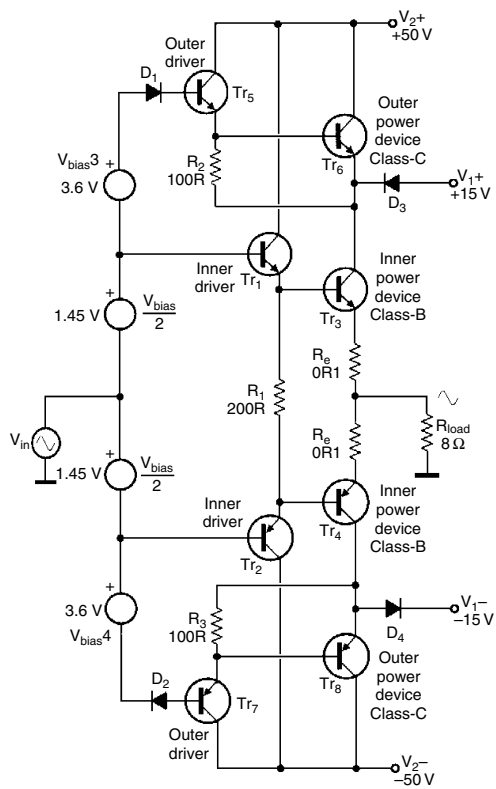 V2+
+50 V
Outer
driver
D1
Tr5
Outer
power
device
Class-C
Tr6
Vbias3
3.6 V
R2
100R
D3
V1+
+15 V
Inner
driver
Tr1
Inner
power
device
Class-B
Tr3
1.45 V
Vbias
2
Re
0R1
R1
200R
Vin
Rload
8 Ω
Re
0R1
1.45 V
Vbias
2
Inner
driver
Tr2
Inner
power
device
Class-B
Tr4
3.6 V
Vbias4
R3
100R
D4
V1−
−15 V
D2
Tr7
Outer
driver
Tr8
Outer
power
device
Class-C
V2−
−50 V